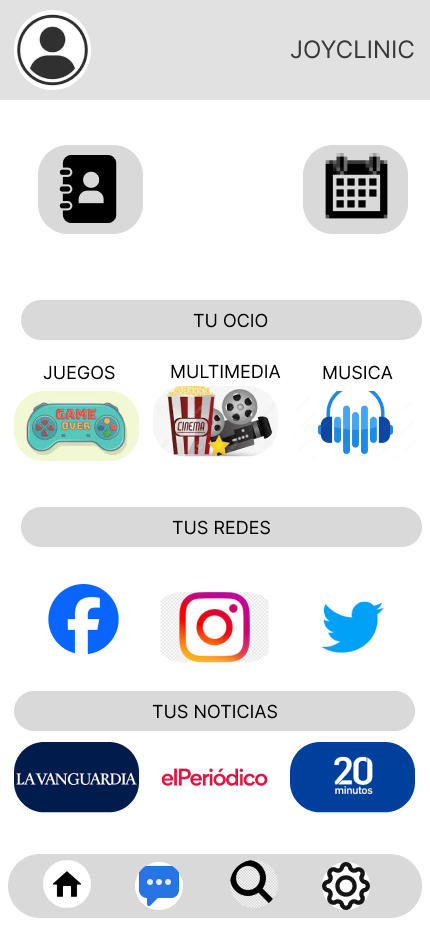 JOYCLINIC
TU OCIO
JUEGOS
MULTIMEDIA
MUSICA
GAME
OVER
CINEMA
TUS REDES
TUS NOTICIAS
LA VANGUARDIA
elPeriódico
20
minutos